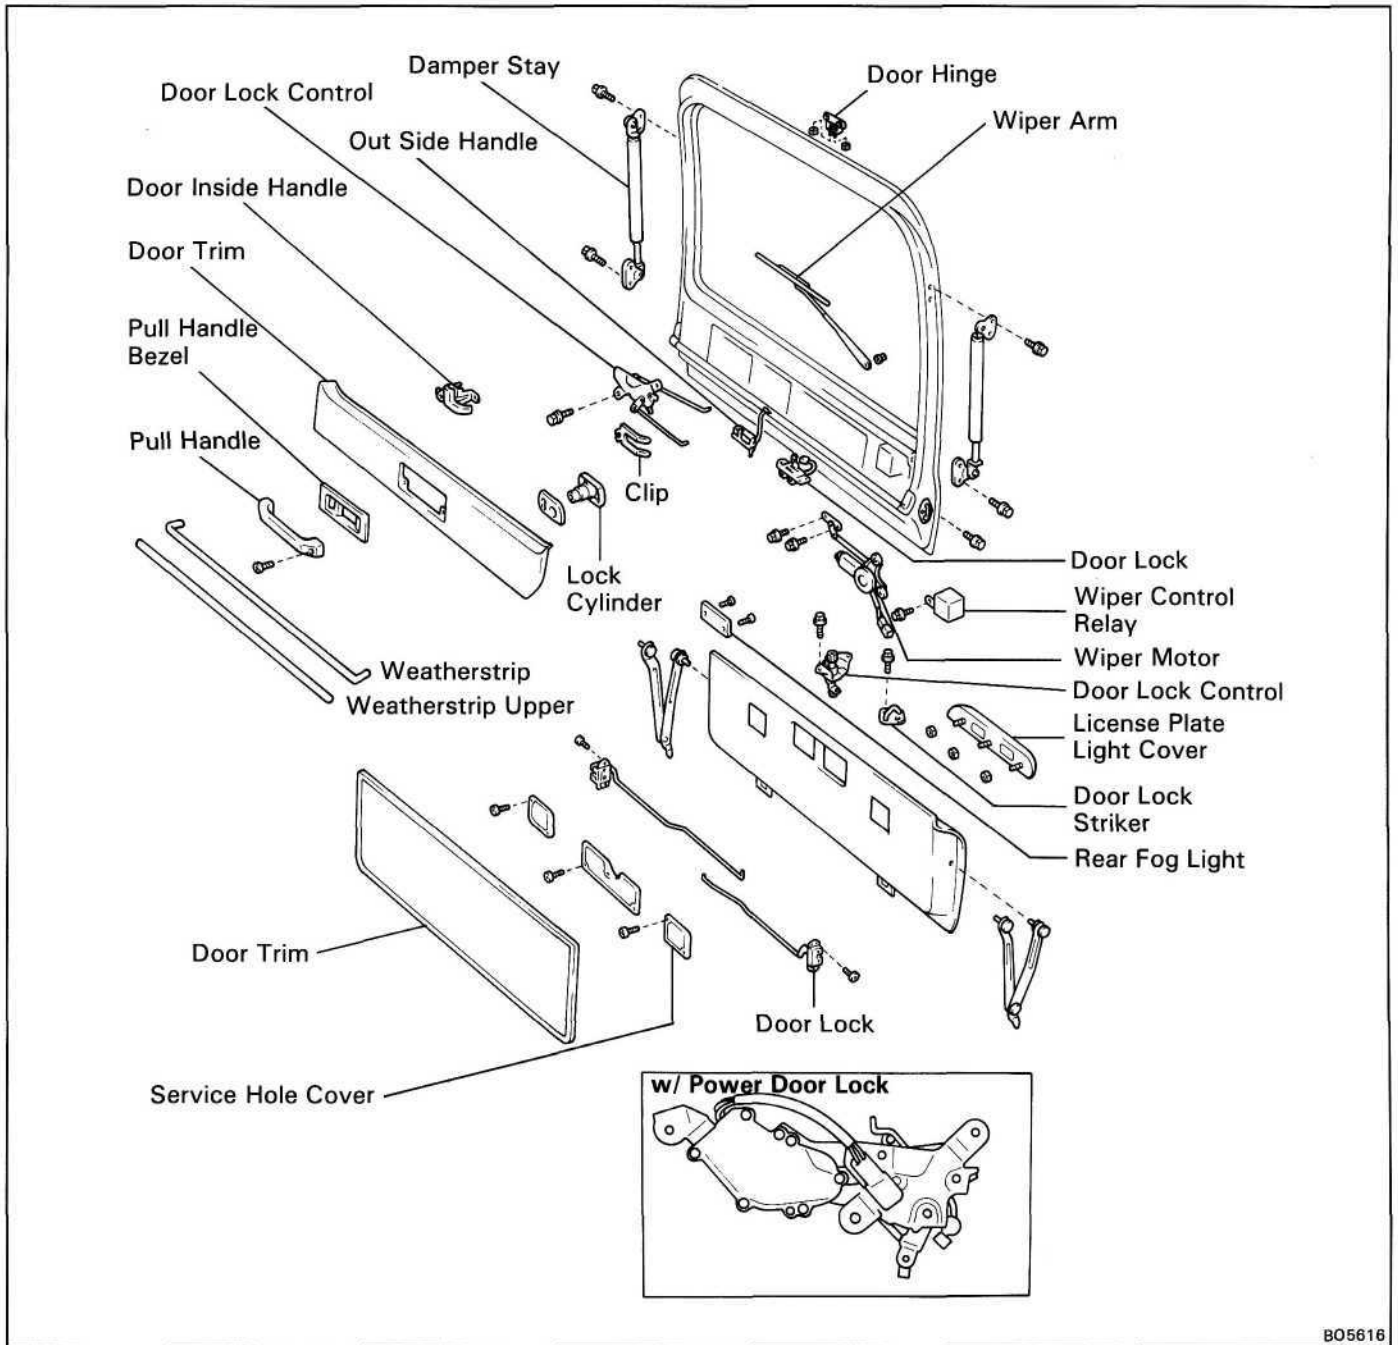 Damper Stay
Door Hinge
Door Lock Control
Wiper Arm
Out Side Handle
Door Inside Handle
Door Trim
Pull Handle
Bezel
Pull Handle
Clip
Lock
Cylinder
Door Lock
Wiper Control
Relay
Wiper Motor
Weatherstrip
Door Lock Control
Weatherstrip Upper
License Plate
Light Cover
Door Lock
Striker
Rear Fog Light
Door Trim
Door Lock
Service Hole Cover
w/ Power Door Lock
BO5616